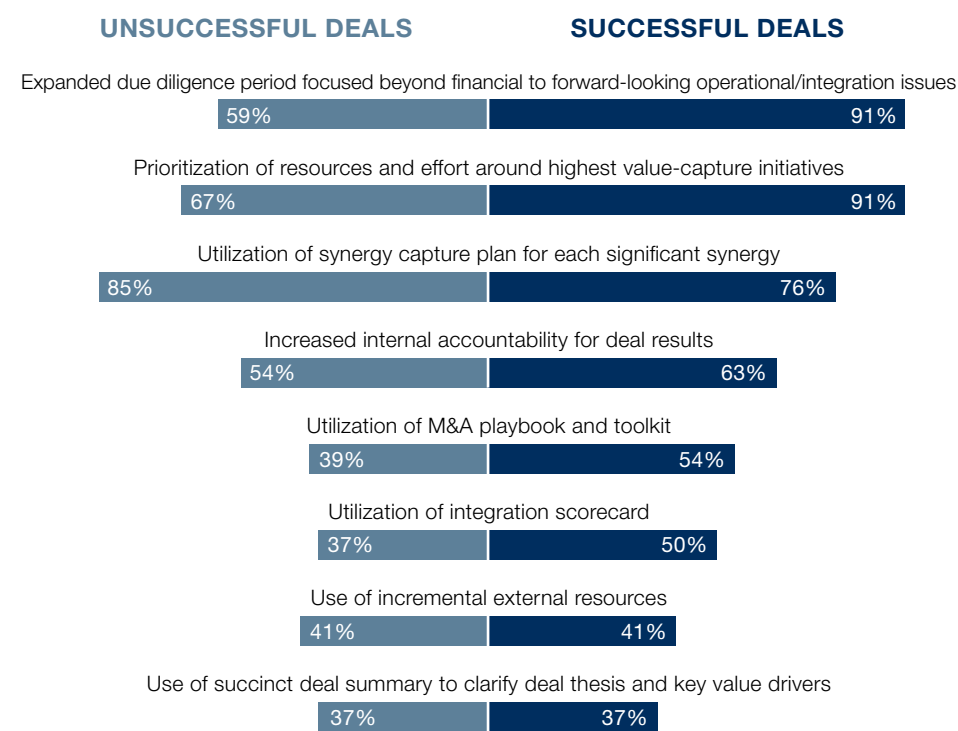 UNSUCCESSFUL DEALS SUCCESSFUL DEALS
Expanded due diligence period focused beyond financial to forward-looking operational/integration issues
59% 91%
Prioritization of resources and effort around highest value-capture initiatives
67% 91%
Utilization of synergy capture plan for each significant synergy
85% 76%
Increased internal accountability for deal results
54% 63%
Utilization of M&A playbook and toolkit
39% 54%
Utilization of integration scorecard
37% 50%
Use of incremental external resources
41% 41%
Use of succinct deal summary to clarify deal thesis and key value drivers
37% 37%